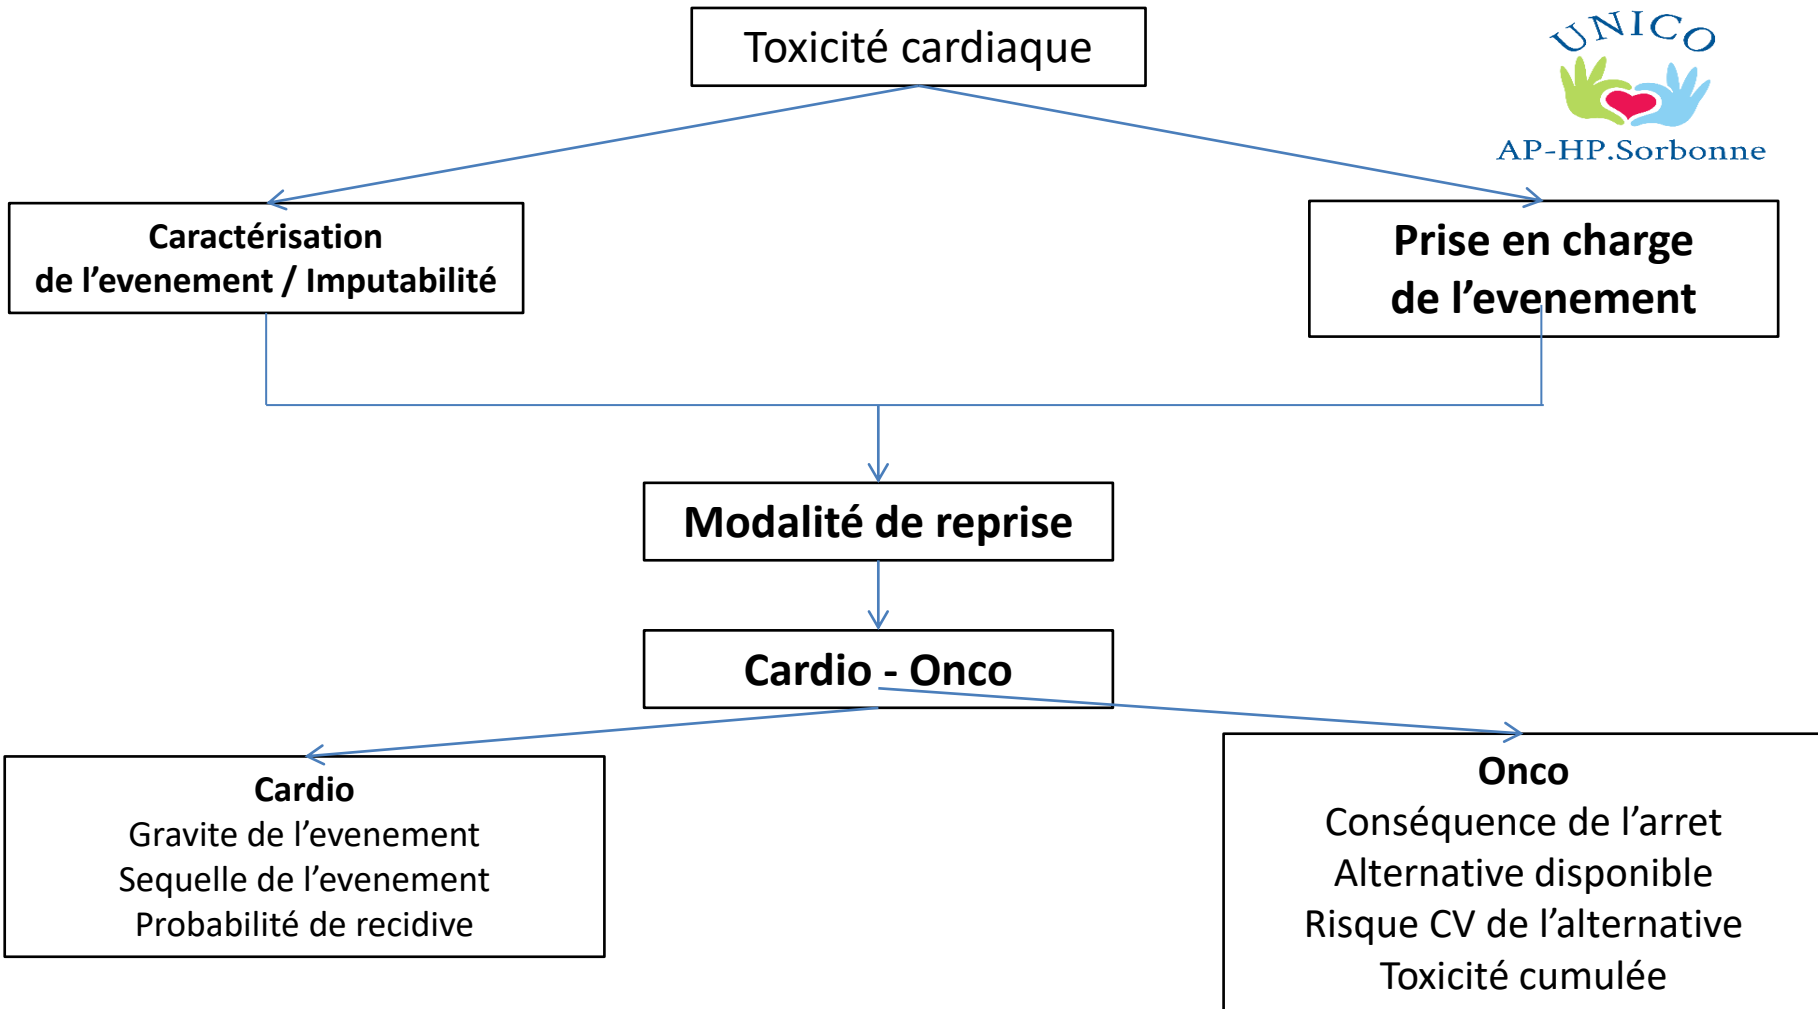 Toxicité cardiaque
UNICO
AP-HP.Sorbonne
Caractérisation
de l’evenement / Imputabilité
Prise en charge
de l’evenement
Modalité de reprise
Cardio - Onco
Cardio
Gravite de l’evenement
Sequelle de l’evenement
Probabilité de recidive
Onco
Conséquence de l’arret
Alternative disponible
Risque CV de l’alternative
Toxicité cumulée